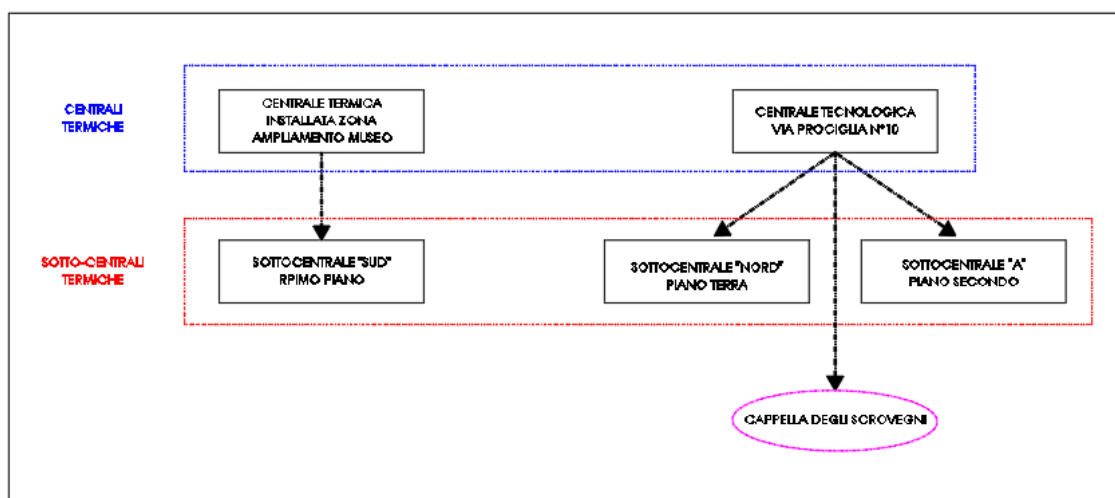 CENTRALI
TERMICHE
CENTRALE TERMICA
INSTALLATA ZONA
AMPLIAMENTO MUSEO
CENTRALE TECNOLOGICA
VIA PROCIGLIA N°10
SOTTO-CENTRALI
TERMICHE
SOTTOCENTRALE "SUD"
RPIMO PIANO
SOTTOCENTRALE "NORD"
PIANO TERRA
SOTTOCENTRALE "A"
PIANO SECONDO
CAPPELLA DEGLI SCROVEGNI